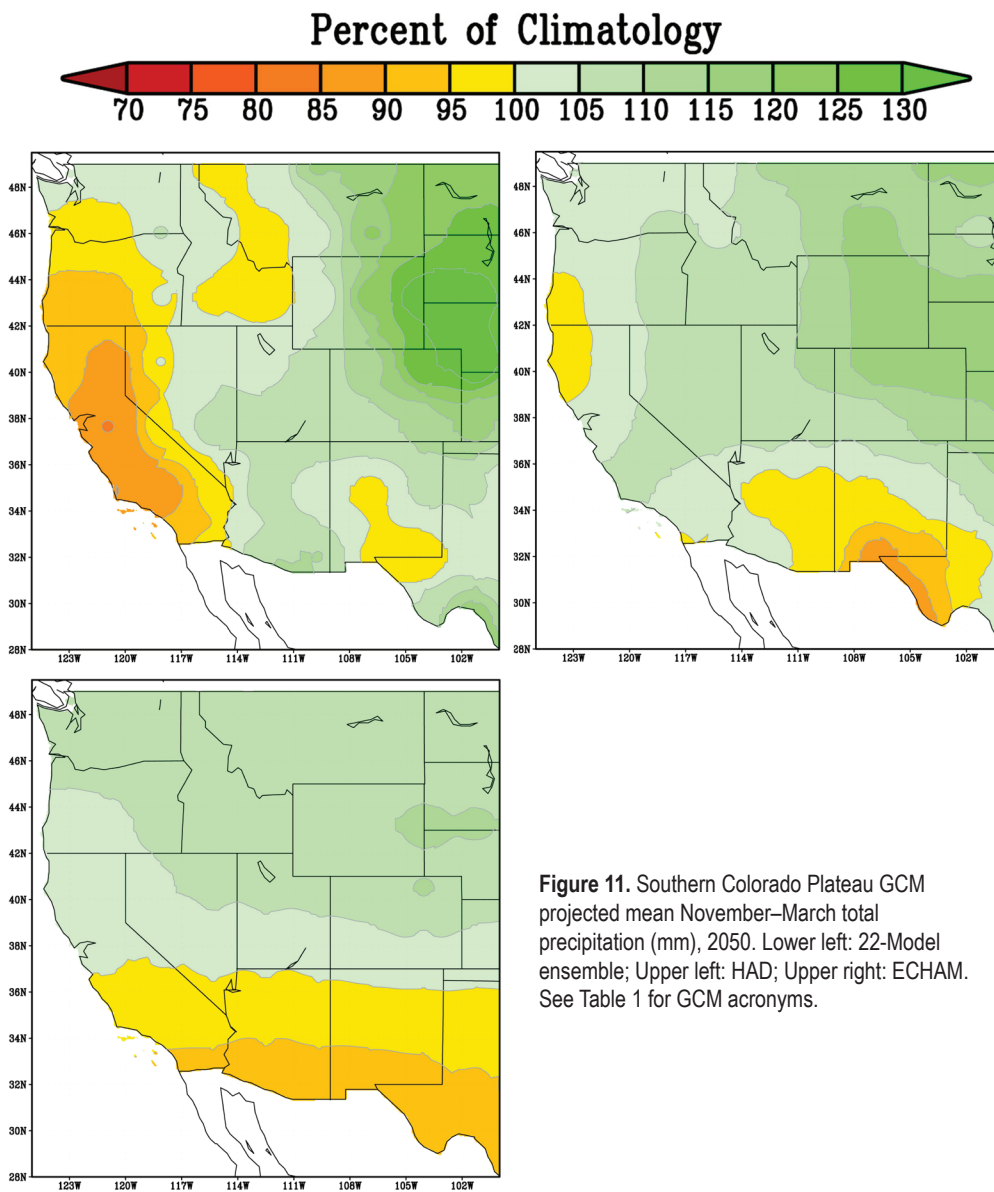 Percent of Climatology
70 75 80 85 90 95 100 105 110 115 120 125 130
48N
46N
44N
42N
40N
38N
36N
34N
32N
30N
28N
123W 120W 117W 114W 111W 108W 105W 102W
48N
46N
44N
42N
40N
38N
36N
34N
32N
30N
28N
123W 120W 117W 114W 111W 108W 105W 102W
48N
46N
44N
42N
40N
38N
36N
34N
32N
30N
28N
123W 120W 117W 114W 111W 108W 105W 102W
Figure 11. Southern Colorado Plateau GCM
projected mean November–March total
precipitation (mm), 2050. Lower left: 22-Model
ensemble; Upper left: HAD; Upper right: ECHAM.
See Table 1 for GCM acronyms.